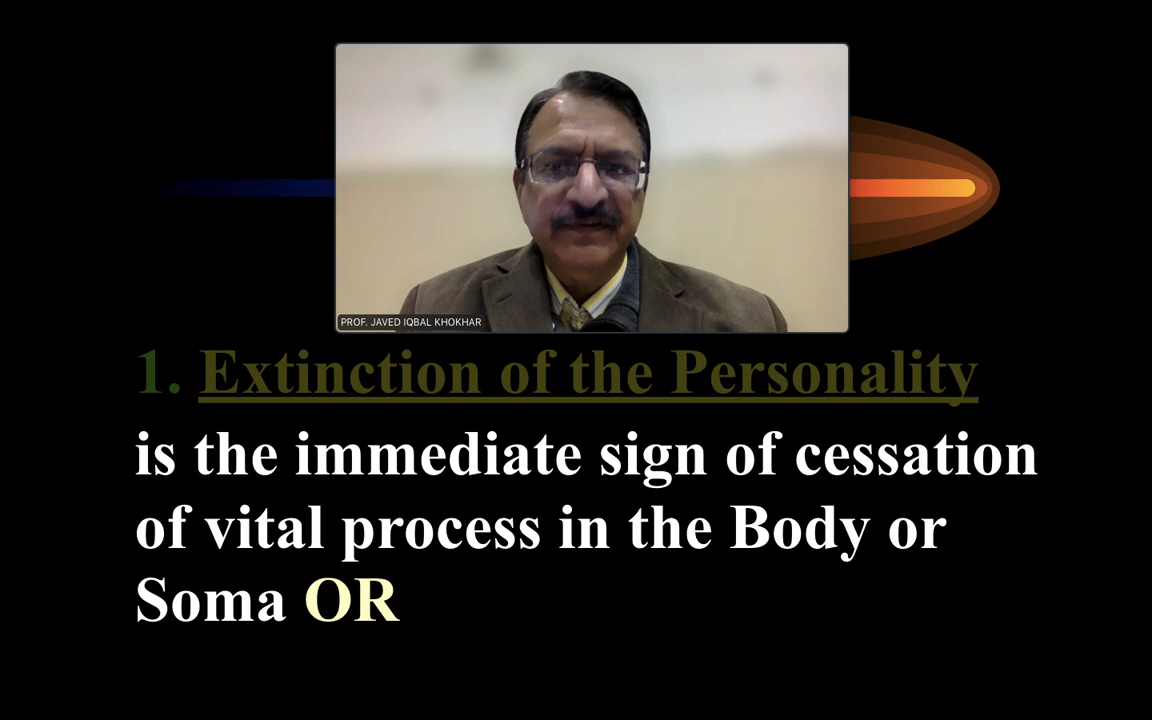 PROF. JAVED IQBAL KHOKHAR
1. Extinction of the Personality
is the immediate sign of cessation
of vital process in the Body or
Soma OR